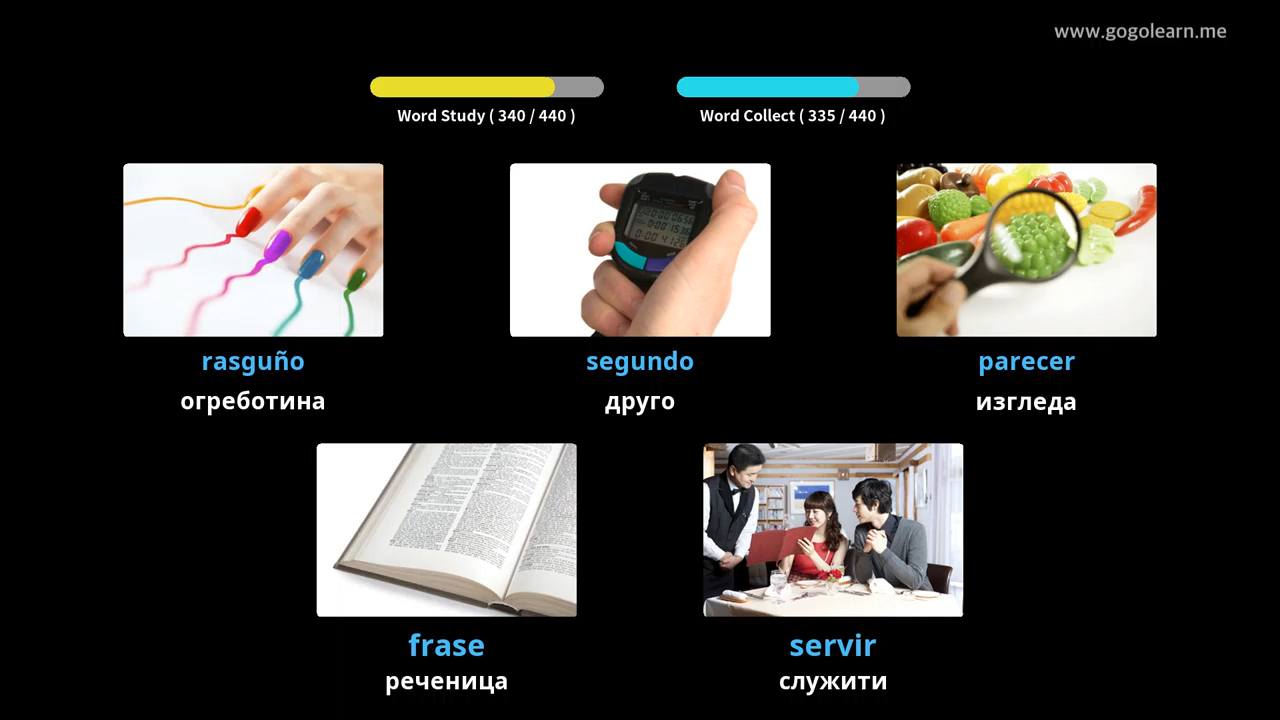 www.gogolearn.me
Word Study ( 340 / 440 )
Word Collect ( 335 / 440 )
rasguño
огреботина
segundo
друго
parecer
изгледа
frase
реченица
servir
служити